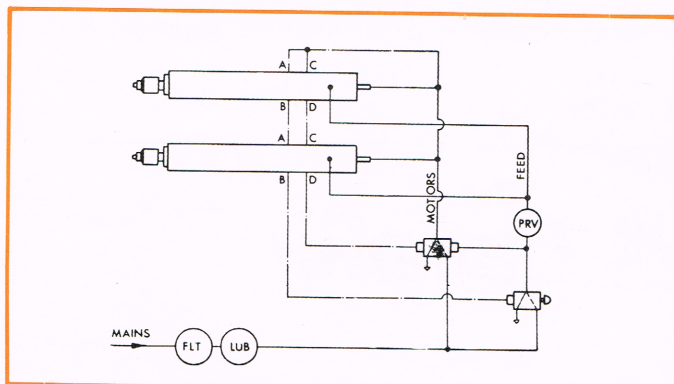 A C
B D
A C
B D
MOTORS
FEED
PRV
MAINS
FLT
LUB